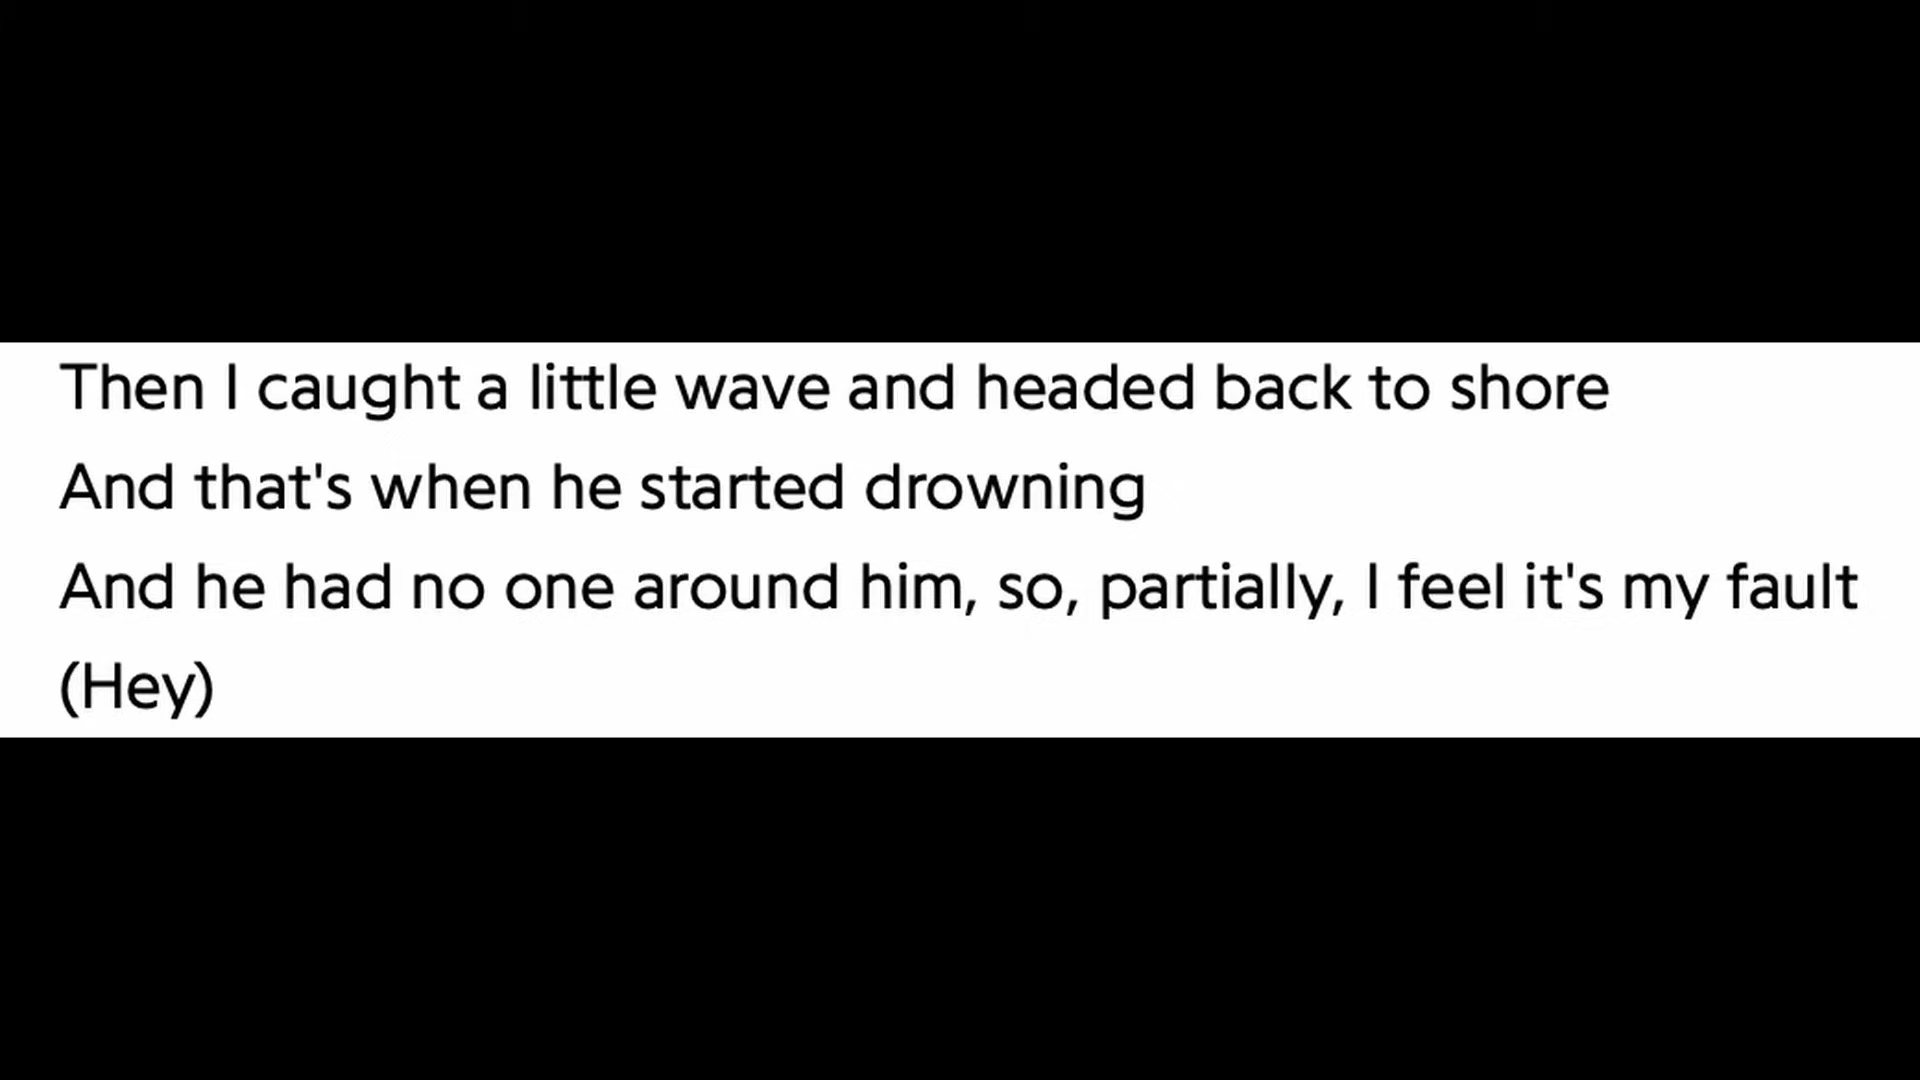 Then I caught a little wave and headed back to shore
And that's when he started drowning
And he had no one around him, so, partially, I feel it's my fault
(Hey)